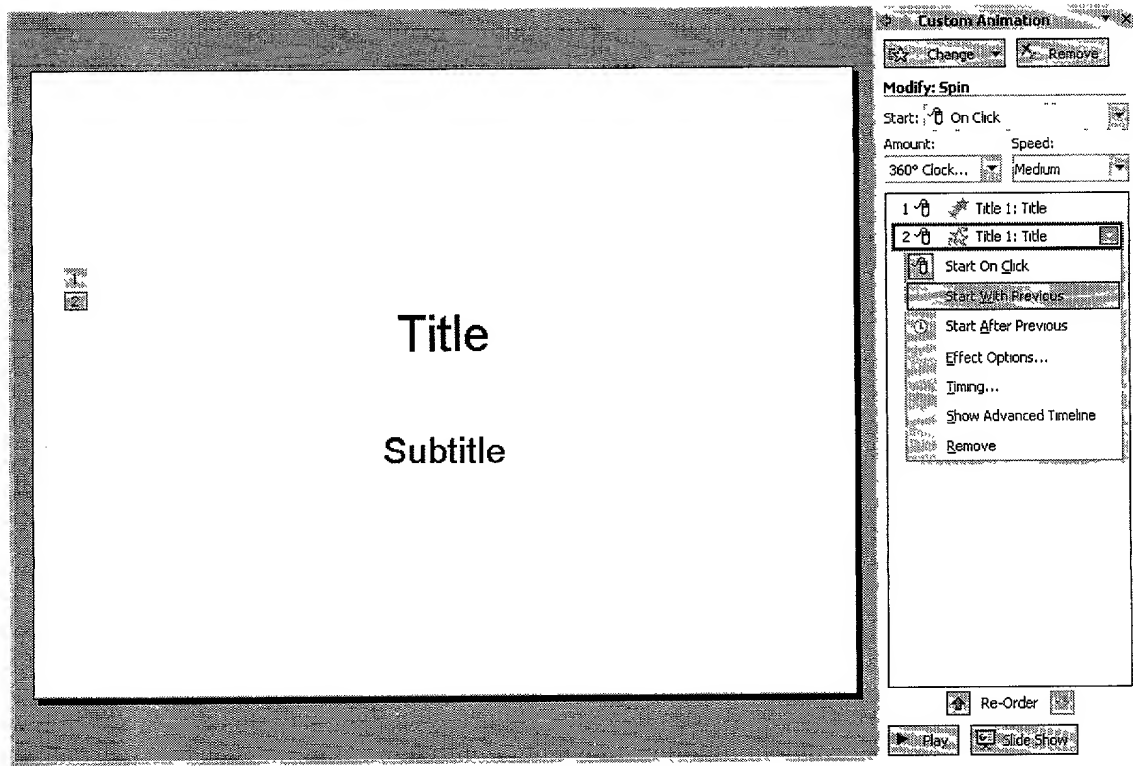 Custom Animation
Change
Remove
Modify: Spin
Start: On Click
Amount: Speed:
360° Clock... Medium
1 Title 1: Title
2 Title 1: Title
Start On Click
Start With Previous
Start After Previous
Effect Options...
Timing...
Show Advanced Timeline
Remove
1
2
Title
Subtitle
Re-Order
Play Slide Show